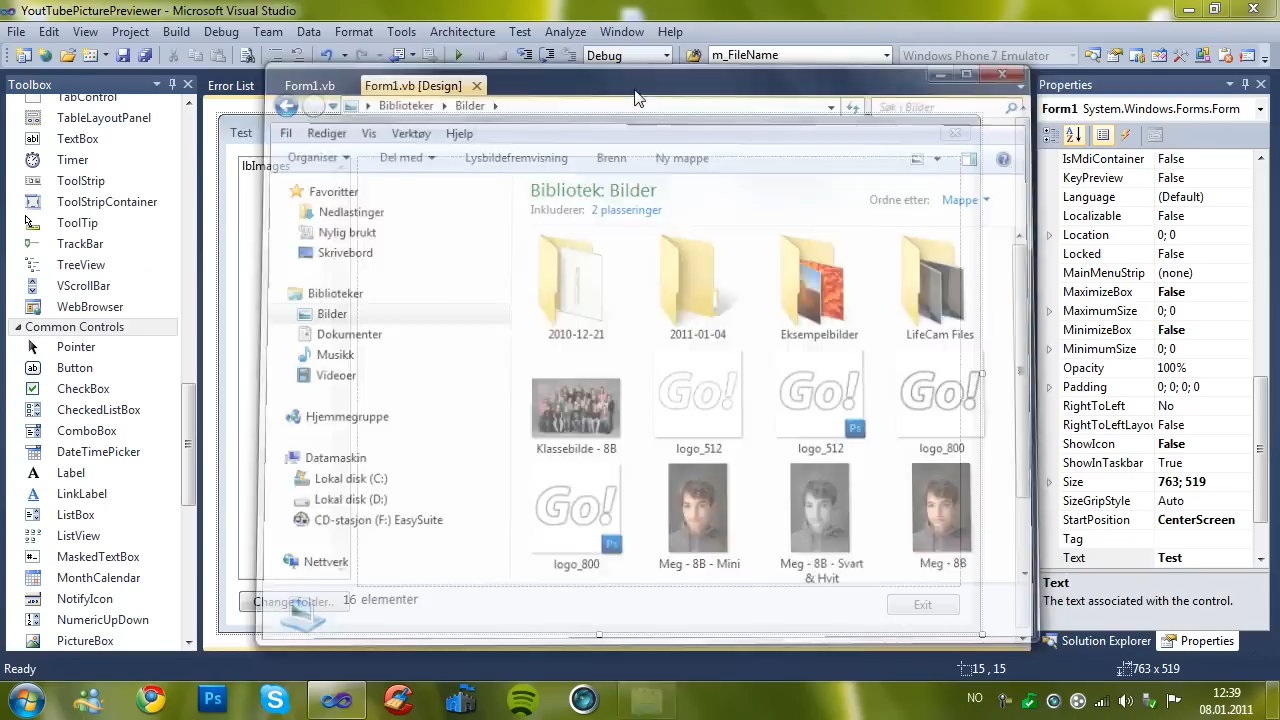 YoutTubePicturePreviewer - Microsoft Visual Studio
File Edit View Project Build Debug Team Data Format Tools Architecture Test Analyze Window Help
Debug m_FileName Windows Phone 7 Emulator
Toolbox
TabControl
TableLayoutPanel
TextBox
Timer
ToolStrip
ToolStripContainer
ToolTip
TrackBar
TreeView
VScrollBar
WebBrowser
Common Controls
Pointer
Button
CheckBox
CheckedListBox
ComboBox
DateTimePicker
Label
LinkLabel
ListBox
ListView
MaskedTextBox
MonthCalendar
NotifyIcon
NumericUpDown
PictureBox
Error List
Form1.vb Form1.vb [Design]
Test
lbImages
Change folder..
Exit
Biblioteker Bilder
Søk i Bilder
Fil Rediger Vis Verktøy Hjelp
Organiser Del med Lysbildefremvisning Brenn Ny mappe
Favoritter
Nedlastinger
Nylig brukt
Skrivebord
Biblioteker
Bilder
Dokumenter
Musikk
Videoer
Hjemmegruppe
Datamaskin
Lokal disk (C:)
Lokal disk (D:)
CD-stasjon (F:) EasySuite
Nettverk
Bibliotek: Bilder
Inkluderer: 2 plasseringer
Ordne etter: Mappe
2010-12-21 2011-01-04 Eksempelbilder LifeCam Files
Go! Go! Go!
Ps
Klassebilde - 8B logo_512 logo_512 logo_800
Go!
Ps
logo_800 Meg - 8B - Mini Meg - 8B - Svart & Hvit Meg - 8B
16 elementer
Properties
Form1 System.Windows.Forms.Form
IsMdiContainer False
KeyPreview False
Language (Default)
Localizable False
Location 0; 0
Locked False
MainMenuStrip (none)
MaximizeBox False
MaximumSize 0; 0
MinimizeBox False
MinimumSize 0; 0
Opacity 100%
Padding 0; 0; 0; 0
RightToLeft No
RightToLeftLayou False
ShowIcon False
ShowInTaskbar True
Size 763; 519
SizeGripStyle Auto
StartPosition CenterScreen
Tag
Text Test
Text
The text associated with the control.
Solution Explorer Properties
Ready
15 , 15
763 x 519
Ps
NO
12:39
08.01.2011